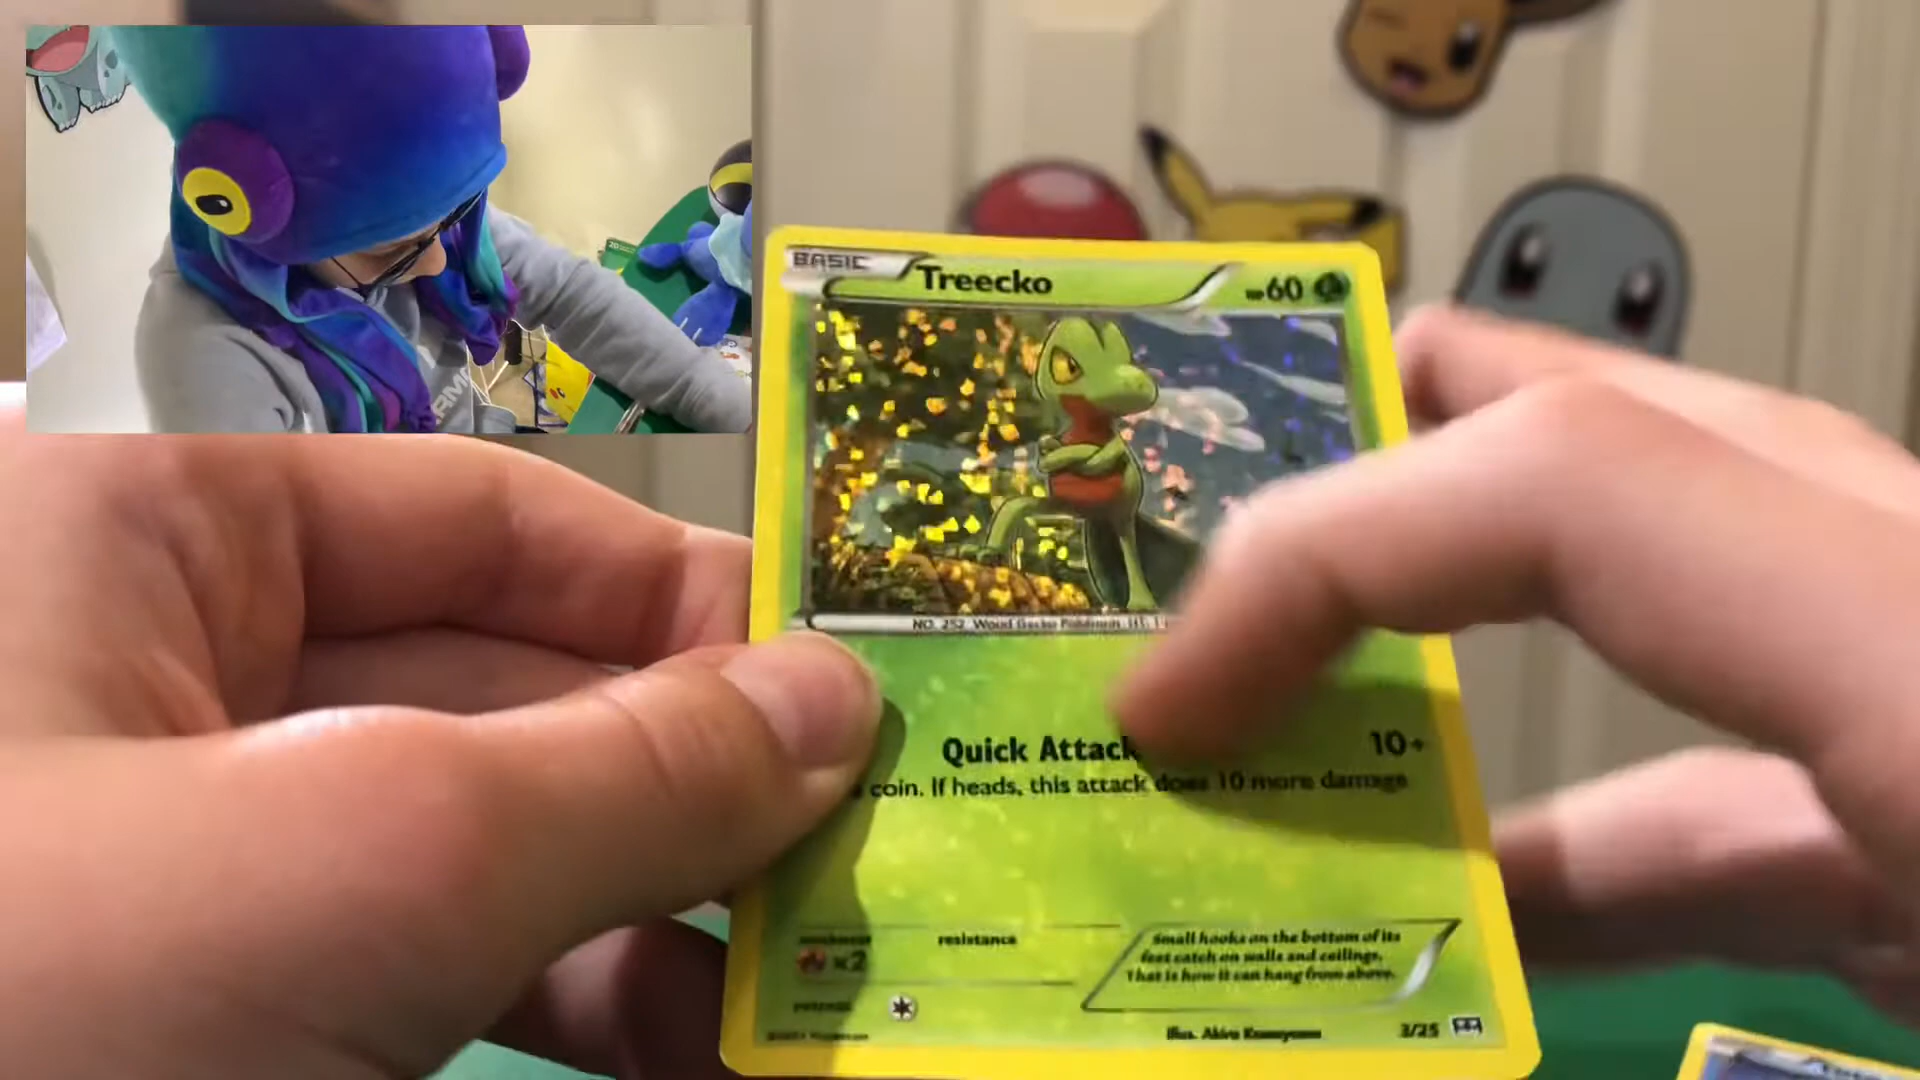 BASIC Treecko HP60
NO. 252 Wood Gecko Pokémon HT: 1
Quick Attack 10+
coin. If heads, this attack does 10 more damage
weakness resistance
×2
Small hooks on the bottom of its
feet catch on walls and ceilings.
That is how it can hang from above.
retreat
Illus. Akira Komayama 3/25